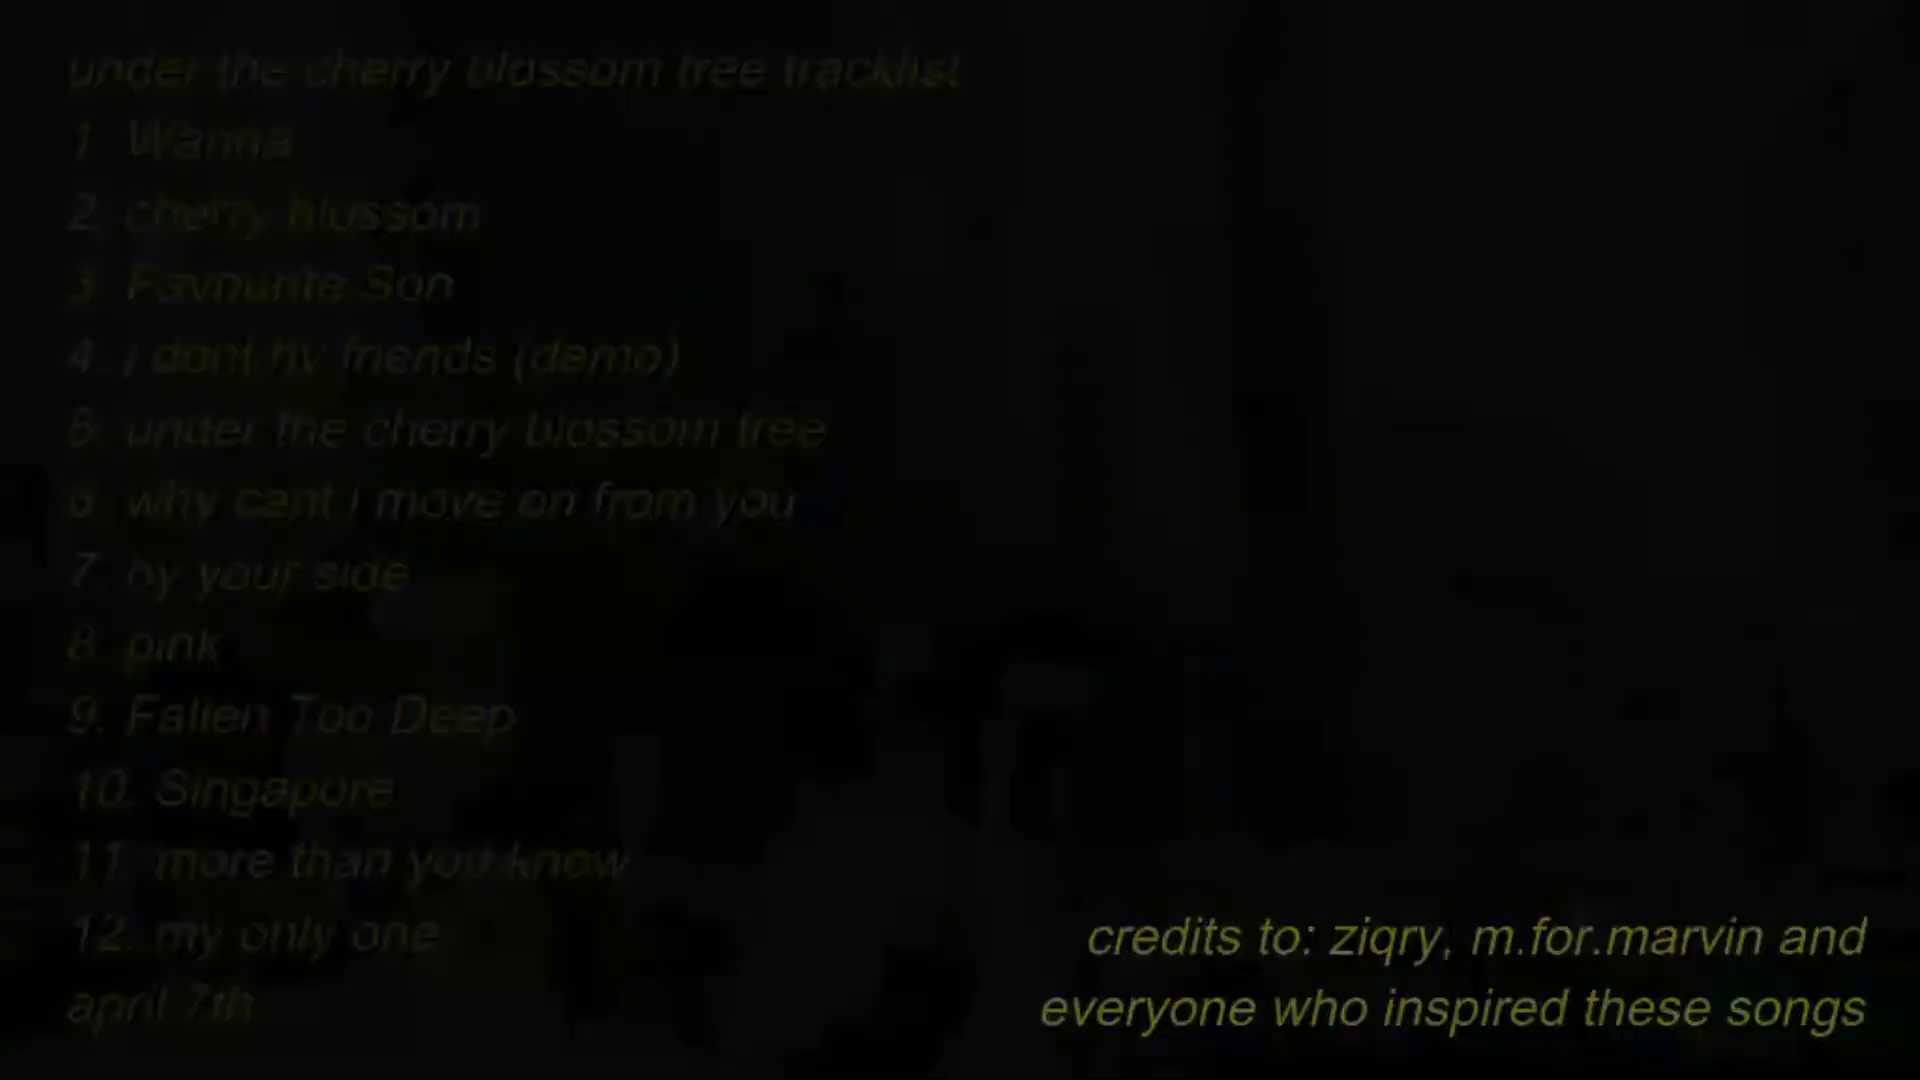 under the cherry blossom tree tracklist
1. Wanna
2. cherry blossom
3. Favourite Son
4. i dont hv friends (demo)
5. under the cherry blossom tree
6. why cant i move on from you
7. by your side
8. pink
9. Fallen Too Deep
10. Singapore
11. more than you know
12. my only one
april 7th
credits to: ziqry, m.for.marvin and
everyone who inspired these songs